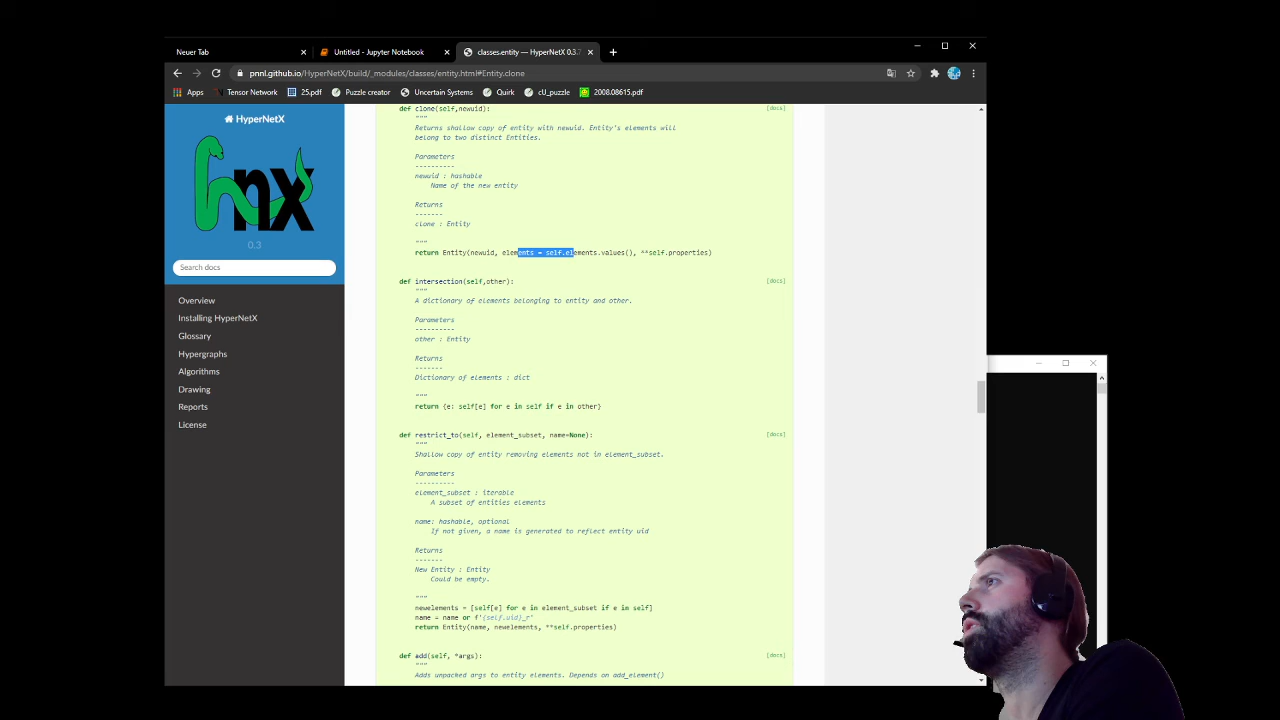 Neuer Tab
Untitled - Jupyter Notebook
classes.entity — HyperNetX 0.3.7
pnnl.github.io/HyperNetX/build/_modules/classes/entity.html#Entity.clone
Apps
Tensor Network
25.pdf
Puzzle creator
Uncertain Systems
Quirk
cU_puzzle
2008.08615.pdf
HyperNetX
hnx
0.3
Search docs
Overview
Installing HyperNetX
Glossary
Hypergraphs
Algorithms
Drawing
Reports
License
def clone(self,newuid): [docs]
"""
Returns shallow copy of entity with newuid. Entity's elements will
belong to two distinct Entities.
Parameters
----------
newuid : hashable
Name of the new entity
Returns
-------
clone : Entity
"""
return Entity(newuid, elements = self.elements.values(), **self.properties)
def intersection(self,other): [docs]
"""
A dictionary of elements belonging to entity and other.
Parameters
----------
other : Entity
Returns
-------
Dictionary of elements : dict
"""
return {e: self[e] for e in self if e in other}
def restrict_to(self, element_subset, name=None): [docs]
"""
Shallow copy of entity removing elements not in element_subset.
Parameters
----------
element_subset : iterable
A subset of entities elements
name: hashable, optional
If not given, a name is generated to reflect entity uid
Returns
-------
New Entity : Entity
Could be empty.
"""
newelements = [self[e] for e in element_subset if e in self]
name = name or f'{self.uid}_r'
return Entity(name, newelements, **self.properties)
def add(self, *args): [docs]
"""
Adds unpacked args to entity elements. Depends on add_element()